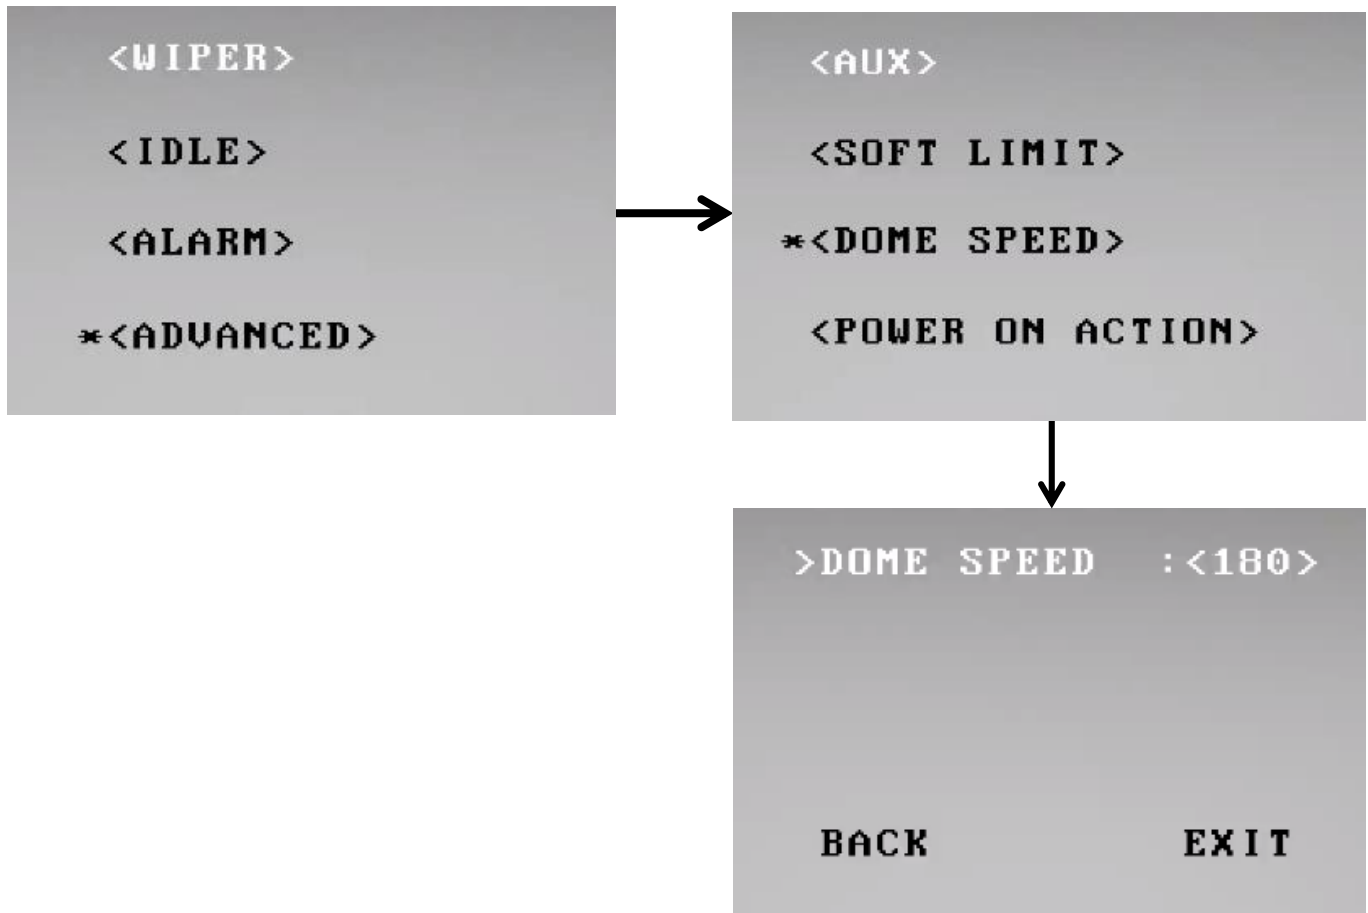 <WIPER>
<IDLE>
<ALARM>
*<ADVANCED>
<AUX>
<SOFT LIMIT>
*<DOME SPEED>
<POWER ON ACTION>
>DOME SPEED :<180>
BACK EXIT